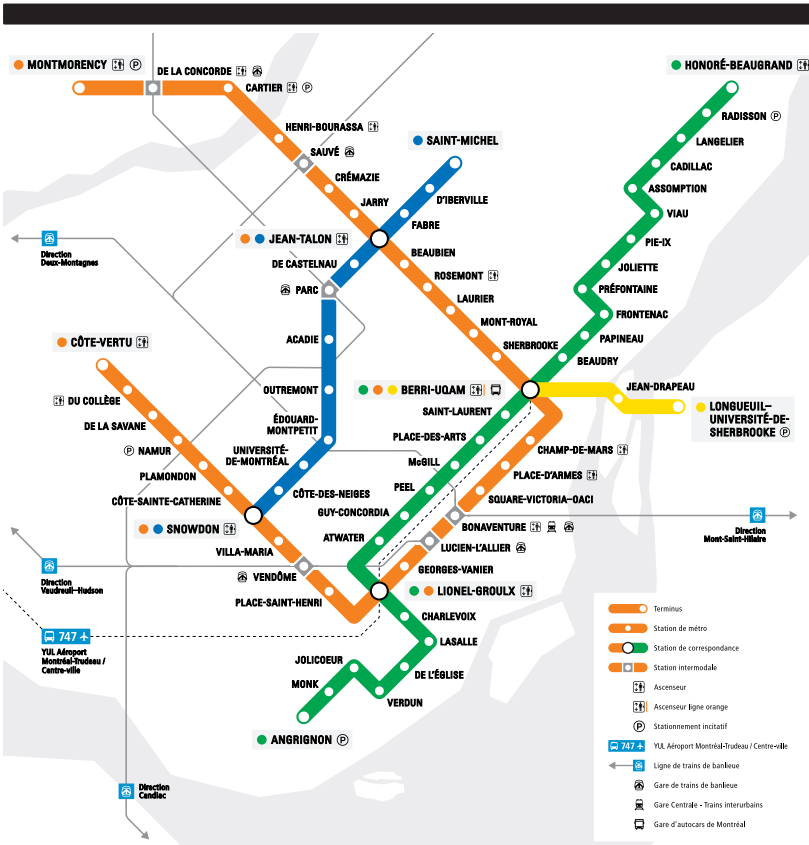 MONTMORENCY
DE LA CONCORDE
CARTIER
HONORÉ-BEAUGRAND
RADISSON
HENRI-BOURASSA
LANGELIER
SAUVÉ
SAINT-MICHEL
CADILLAC
CRÉMAZIE
ASSOMPTION
D'IBERVILLE
JARRY
VIAU
FABRE
JEAN-TALON
PIE-IX
BEAUBIEN
Direction
Deux-Montagnes
DE CASTELNAU
JOLIETTE
ROSEMONT
PARC
PRÉFONTAINE
LAURIER
FRONTENAC
MONT-ROYAL
CÔTE-VERTU
ACADIE
SHERBROOKE
PAPINEAU
BEAUDRY
DU COLLÈGE
OUTREMONT
BERRI-UQAM
JEAN-DRAPEAU
LONGUEUIL–
UNIVERSITÉ-DE-
SHERBROOKE
DE LA SAVANE
SAINT-LAURENT
ÉDOUARD-
MONTPETIT
NAMUR
PLACE-DES-ARTS
UNIVERSITÉ-
DE-MONTRÉAL
CHAMP-DE-MARS
McGILL
PLAMONDON
PLACE-D'ARMES
CÔTE-SAINTE-CATHERINE
CÔTE-DES-NEIGES
PEEL
SQUARE-VICTORIA–OACI
GUY-CONCORDIA
SNOWDON
BONAVENTURE
Direction
Mont-Saint-Hilaire
ATWATER
VILLA-MARIA
LUCIEN-L'ALLIER
Direction
Vaudreuil–Hudson
VENDÔME
GEORGES-VANIER
PLACE-SAINT-HENRI
LIONEL-GROULX
CHARLEVOIX
747
YUL Aéroport
Montréal-Trudeau /
Centre-ville
LASALLE
JOLICOEUR
DE L'ÉGLISE
MONK
VERDUN
ANGRIGNON
Direction
Candiac
Terminus
Station de métro
Station de correspondance
Station intermodale
Ascenseur
Ascenseur ligne orange
P Stationnement incitatif
747 YUL Aéroport Montréal-Trudeau / Centre-ville
Ligne de trains de banlieue
Gare de trains de banlieue
Gare Centrale - Trains interurbains
Gare d'autocars de Montréal